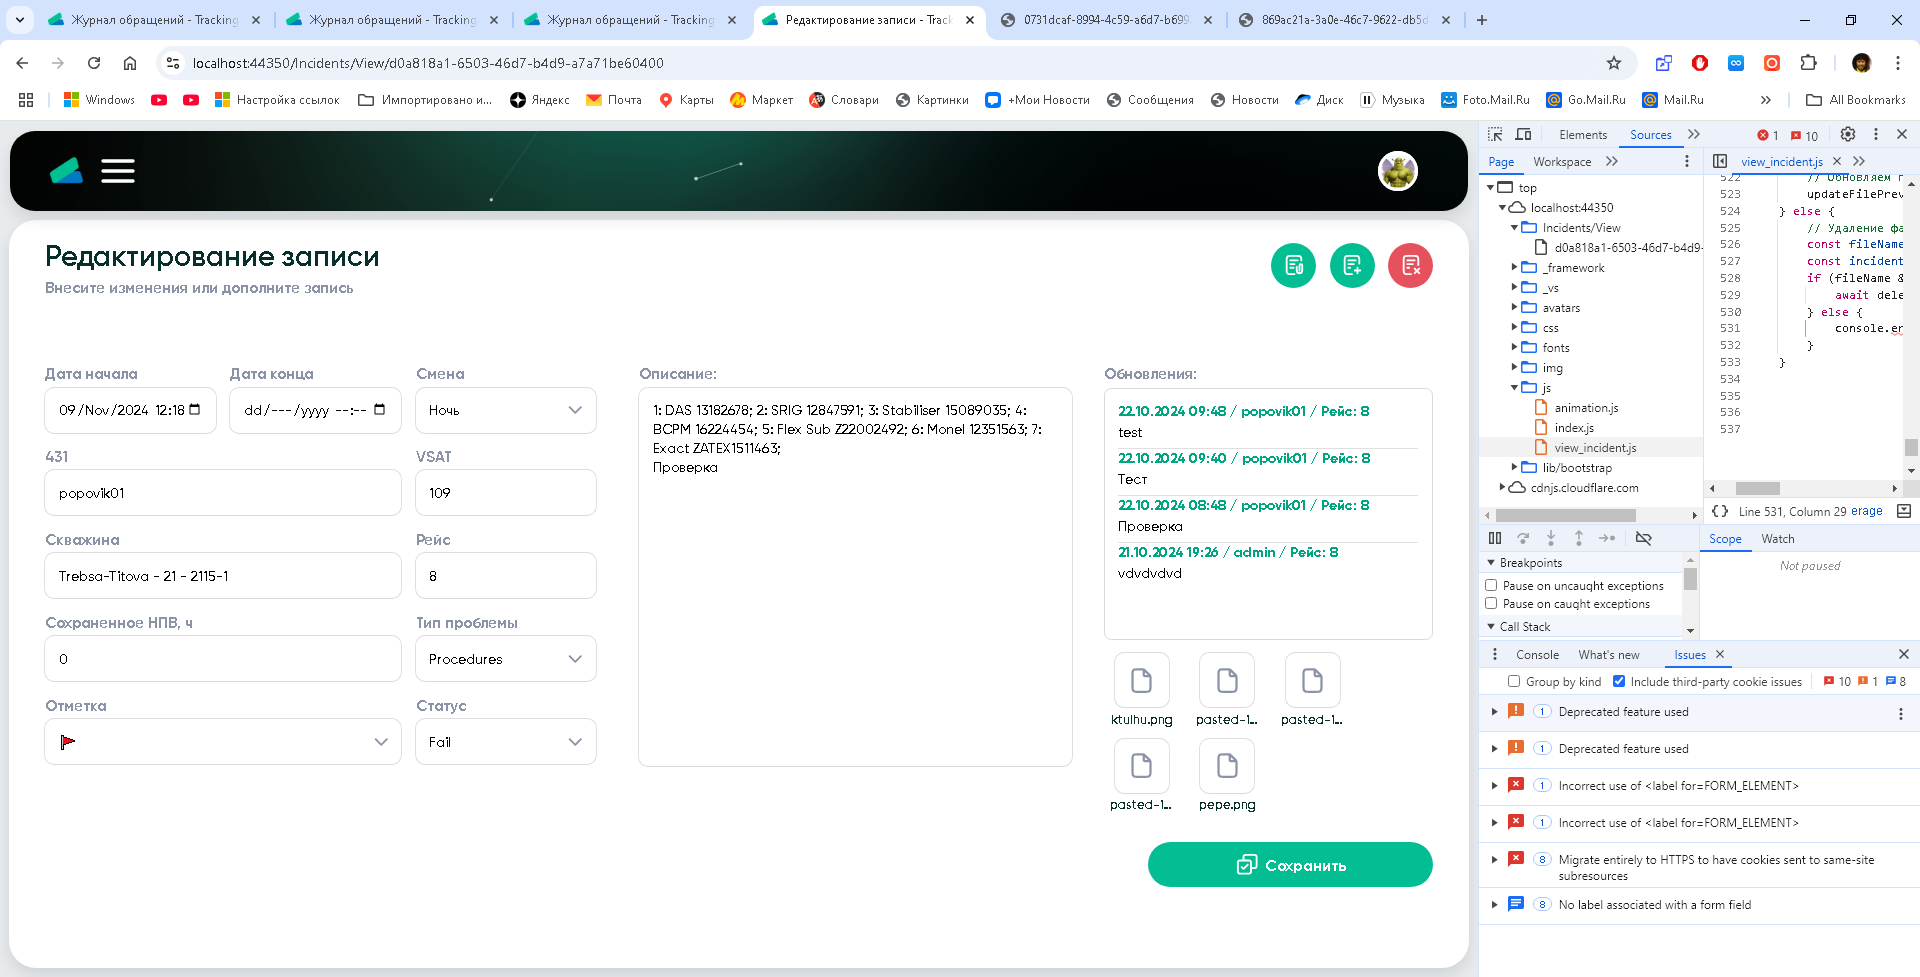 Журнал обращений - Tracking
Журнал обращений - Tracking
Журнал обращений - Tracking
Редактирование записи - Track
0731dcaf-8994-4c59-a6d7-b699
869ac21a-3a0e-46c7-9622-db5d
localhost:44350/Incidents/View/d0a818a1-6503-46d7-b4d9-a7a71be60400
Windows
Настройка ссылок
Импортировано и...
Яндекс
Почта
Карты
Маркет
Словари
Картинки
+Мои Новости
Сообщения
Новости
Диск
Музыка
Foto.Mail.Ru
Go.Mail.Ru
Mail.Ru
All Bookmarks
Редактирование записи
Внесите изменения или дополните запись
Дата начала
Дата конца
Смена
09/Nov/2024 12:18
dd/---/yyyy --:--
Ночь
431
VSAT
popovik01
109
Скважина
Рейс
Trebsa-Titova - 21 - 2115-1
8
Сохраненное НПВ, ч
Тип проблемы
0
Procedures
Отметка
Статус
Fail
Описание:
1: DAS 13182678; 2: SRIG 12847591; 3: Stabiliser 15089035; 4:
BCPM 16224454; 5: Flex Sub Z22002492; 6: Monel 12351563; 7:
Exact ZATEX1511463;
Проверка
Обновления:
22.10.2024 09:48 / popovik01 / Рейс: 8
test
22.10.2024 09:40 / popovik01 / Рейс: 8
Тест
22.10.2024 08:48 / popovik01 / Рейс: 8
Проверка
21.10.2024 19:26 / admin / Рейс: 8
vdvdvdvd
ktulhu.png
pasted-1...
pasted-1...
pasted-1...
pepe.png
Сохранить
Elements
Sources
1
10
Page
Workspace
view_incident.js
top
localhost:44350
Incidents/View
d0a818a1-6503-46d7-b4d9-
_framework
_vs
avatars
css
fonts
img
js
animation.js
index.js
view_incident.js
lib/bootstrap
cdnjs.cloudflare.com
522 // Обновляем п
523 updateFilePrev
524 } else {
525 // Удаление фа
526 const fileName
527 const incident
528 if (fileName &
529 await dele
530 } else {
531 console.er
532 }
533 }
534
535
536
537
{} Line 531, Column 29 erage
Scope
Watch
Not paused
Breakpoints
Pause on uncaught exceptions
Pause on caught exceptions
Call Stack
Console
What's new
Issues
Group by kind
Include third-party cookie issues
10
1
8
1 Deprecated feature used
1 Deprecated feature used
1 Incorrect use of <label for=FORM_ELEMENT>
1 Incorrect use of <label for=FORM_ELEMENT>
8 Migrate entirely to HTTPS to have cookies sent to same-site
subresources
8 No label associated with a form field